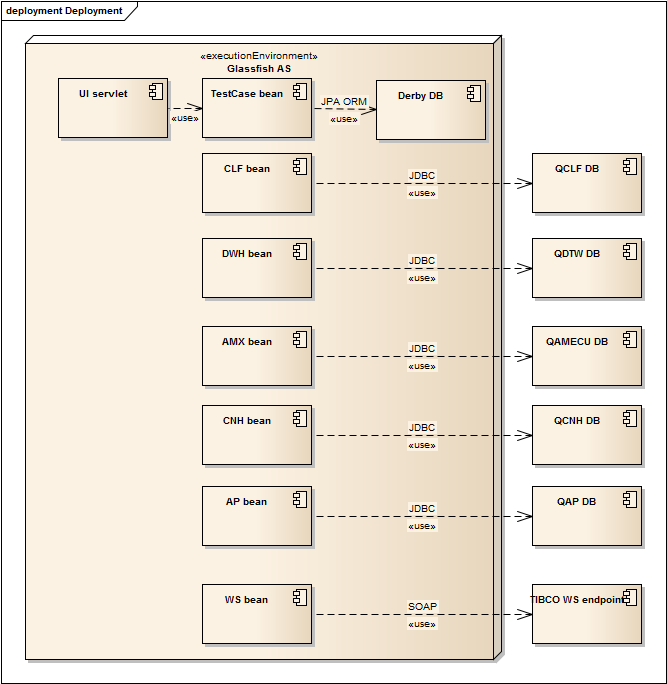 deployment Deployment
«executionEnvironment»
Glassfish AS
UI servlet
«use»
TestCase bean
JPA ORM
«use»
Derby DB
CLF bean
JDBC
«use»
QCLF DB
DWH bean
JDBC
«use»
QDTW DB
AMX bean
JDBC
«use»
QAMECU DB
CNH bean
JDBC
«use»
QCNH DB
AP bean
JDBC
«use»
QAP DB
WS bean
SOAP
«use»
TIBCO WS endpoint